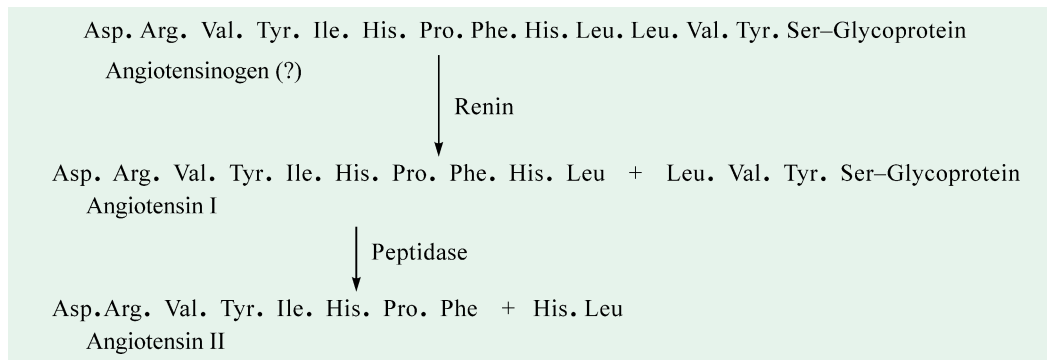 Asp. Arg. Val. Tyr. Ile. His. Pro. Phe. His. Leu. Leu. Val. Tyr. Ser–Glycoprotein
Angiotensinogen (?)
Renin
Asp. Arg. Val. Tyr. Ile. His. Pro. Phe. His. Leu + Leu. Val. Tyr. Ser–Glycoprotein
Angiotensin I
Peptidase
Asp. Arg. Val. Tyr. Ile. His. Pro. Phe + His. Leu
Angiotensin II